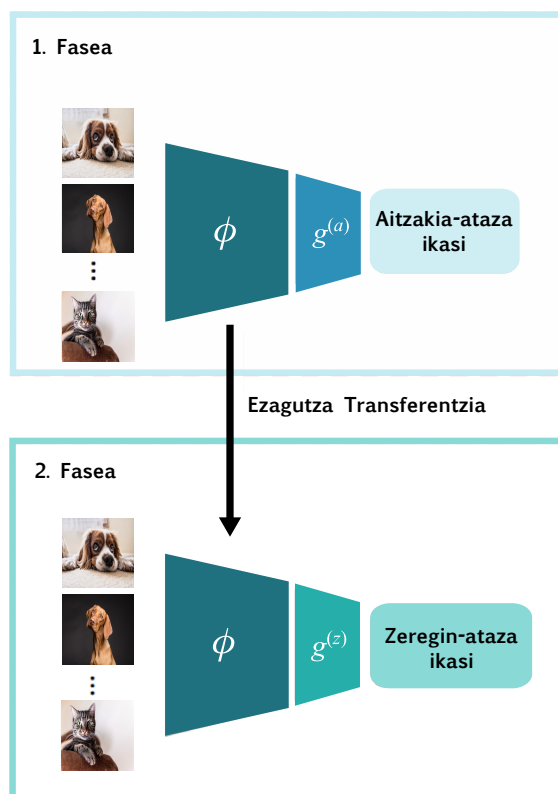 1. Fasea
ϕ
g^(a)
Aitzakia-ataza
ikasi
Ezagutza Transferentzia
2. Fasea
ϕ
g^(z)
Zeregin-ataza
ikasi